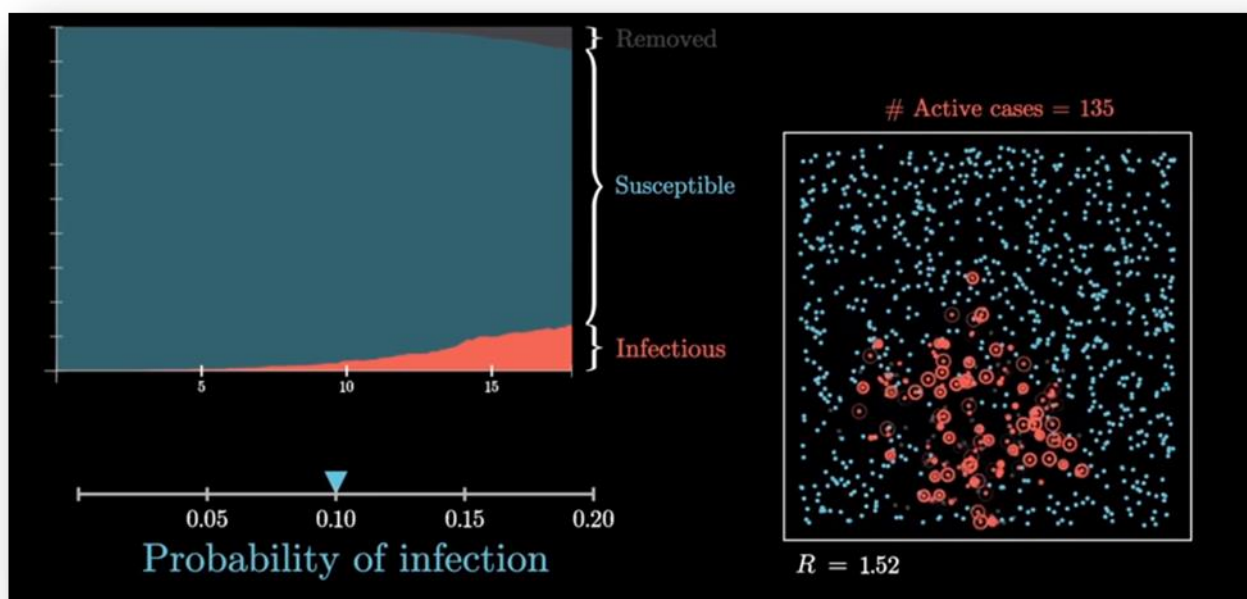 Removed
Susceptible
Infectious
5 10 15
0.05 0.10 0.15 0.20
Probability of infection
# Active cases = 135
R = 1.52